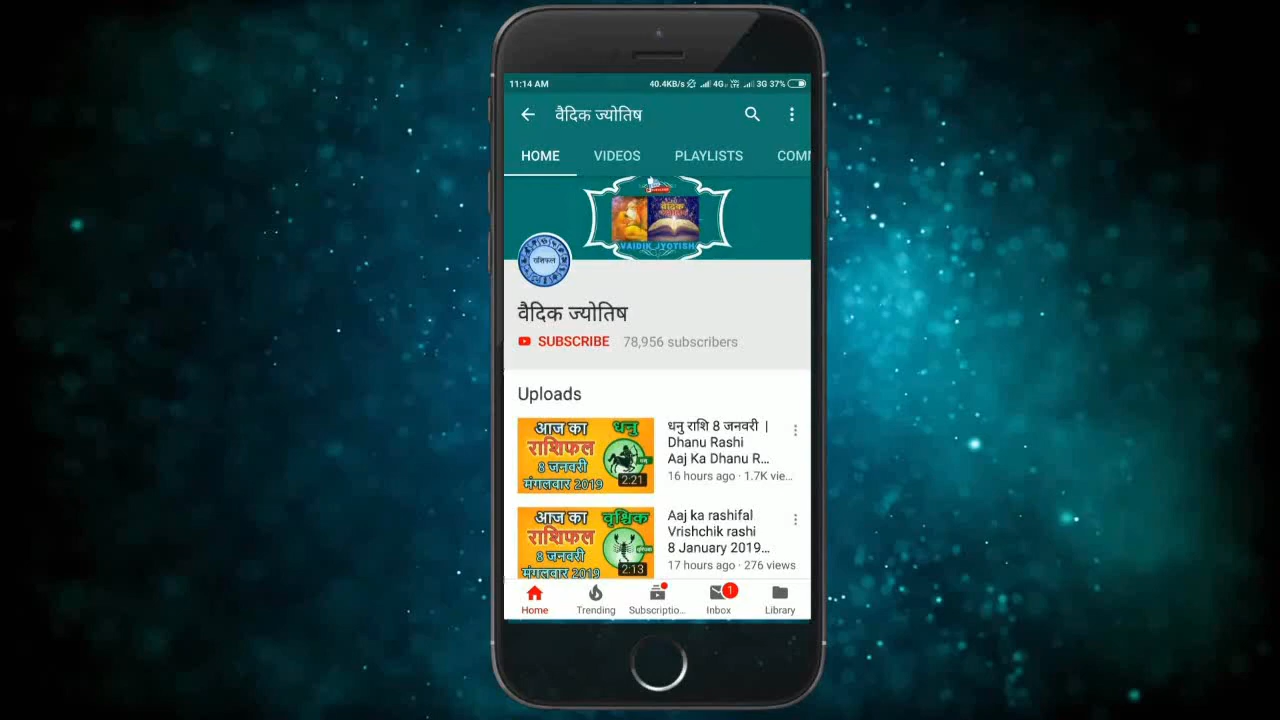 11:14 AM
40.4KB/s 4G 3G 37%
वैदिक ज्योतिष
HOME VIDEOS PLAYLISTS COMM
वैदिक
VAIDIK JYOTISH
राशिफल
वैदिक ज्योतिष
SUBSCRIBE 78,956 subscribers
Uploads
आज का धनु
राशिफल
8 जनवरी
मंगलवार 2019
2:21
धनु राशि 8 जनवरी |
Dhanu Rashi
Aaj Ka Dhanu R...
16 hours ago · 1.7K vie...
आज का वृश्चिक
राशिफल
8 जनवरी
मंगलवार 2019
2:13
Aaj ka rashifal
Vrishchik rashi
8 January 2019...
17 hours ago · 276 views
Home Trending Subscriptio... Inbox Library
1